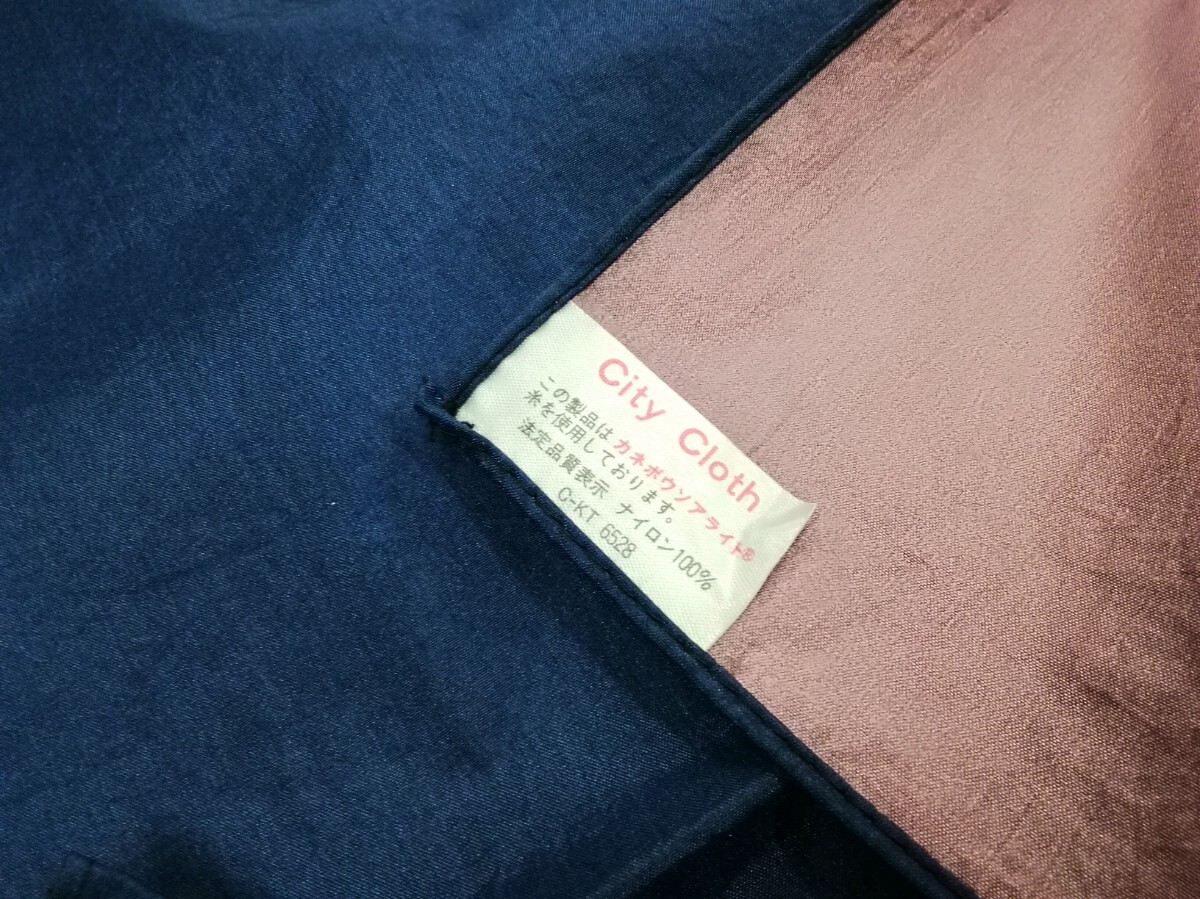 City Cloth
この製品は カネボウソアライト®
糸を使用しております。
法定品質表示 ナイロン100%
C-KT 6528